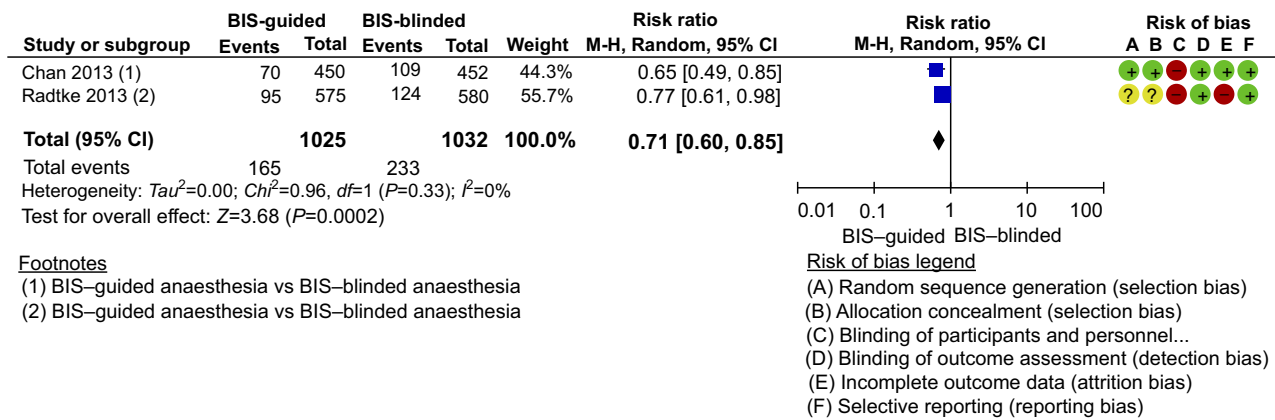 BIS-guided BIS-blinded Risk ratio Risk ratio Risk of bias
Study or subgroup Events Total Events Total Weight M-H, Random, 95% CI M-H, Random, 95% CI A B C D E F
Chan 2013 (1) 70 450 109 452 44.3% 0.65 [0.49, 0.85] + + − + + +
Radtke 2013 (2) 95 575 124 580 55.7% 0.77 [0.61, 0.98] ? ? − + − +
Total (95% CI) 1025 1032 100.0% 0.71 [0.60, 0.85]
Total events 165 233
Heterogeneity: Tau²=0.00; Chi²=0.96, df=1 (P=0.33); I²=0%
Test for overall effect: Z=3.68 (P=0.0002)
0.01 0.1 1 10 100
BIS–guided BIS–blinded
Footnotes
(1) BIS–guided anaesthesia vs BIS–blinded anaesthesia
(2) BIS–guided anaesthesia vs BIS–blinded anaesthesia
Risk of bias legend
(A) Random sequence generation (selection bias)
(B) Allocation concealment (selection bias)
(C) Blinding of participants and personnel...
(D) Blinding of outcome assessment (detection bias)
(E) Incomplete outcome data (attrition bias)
(F) Selective reporting (reporting bias)